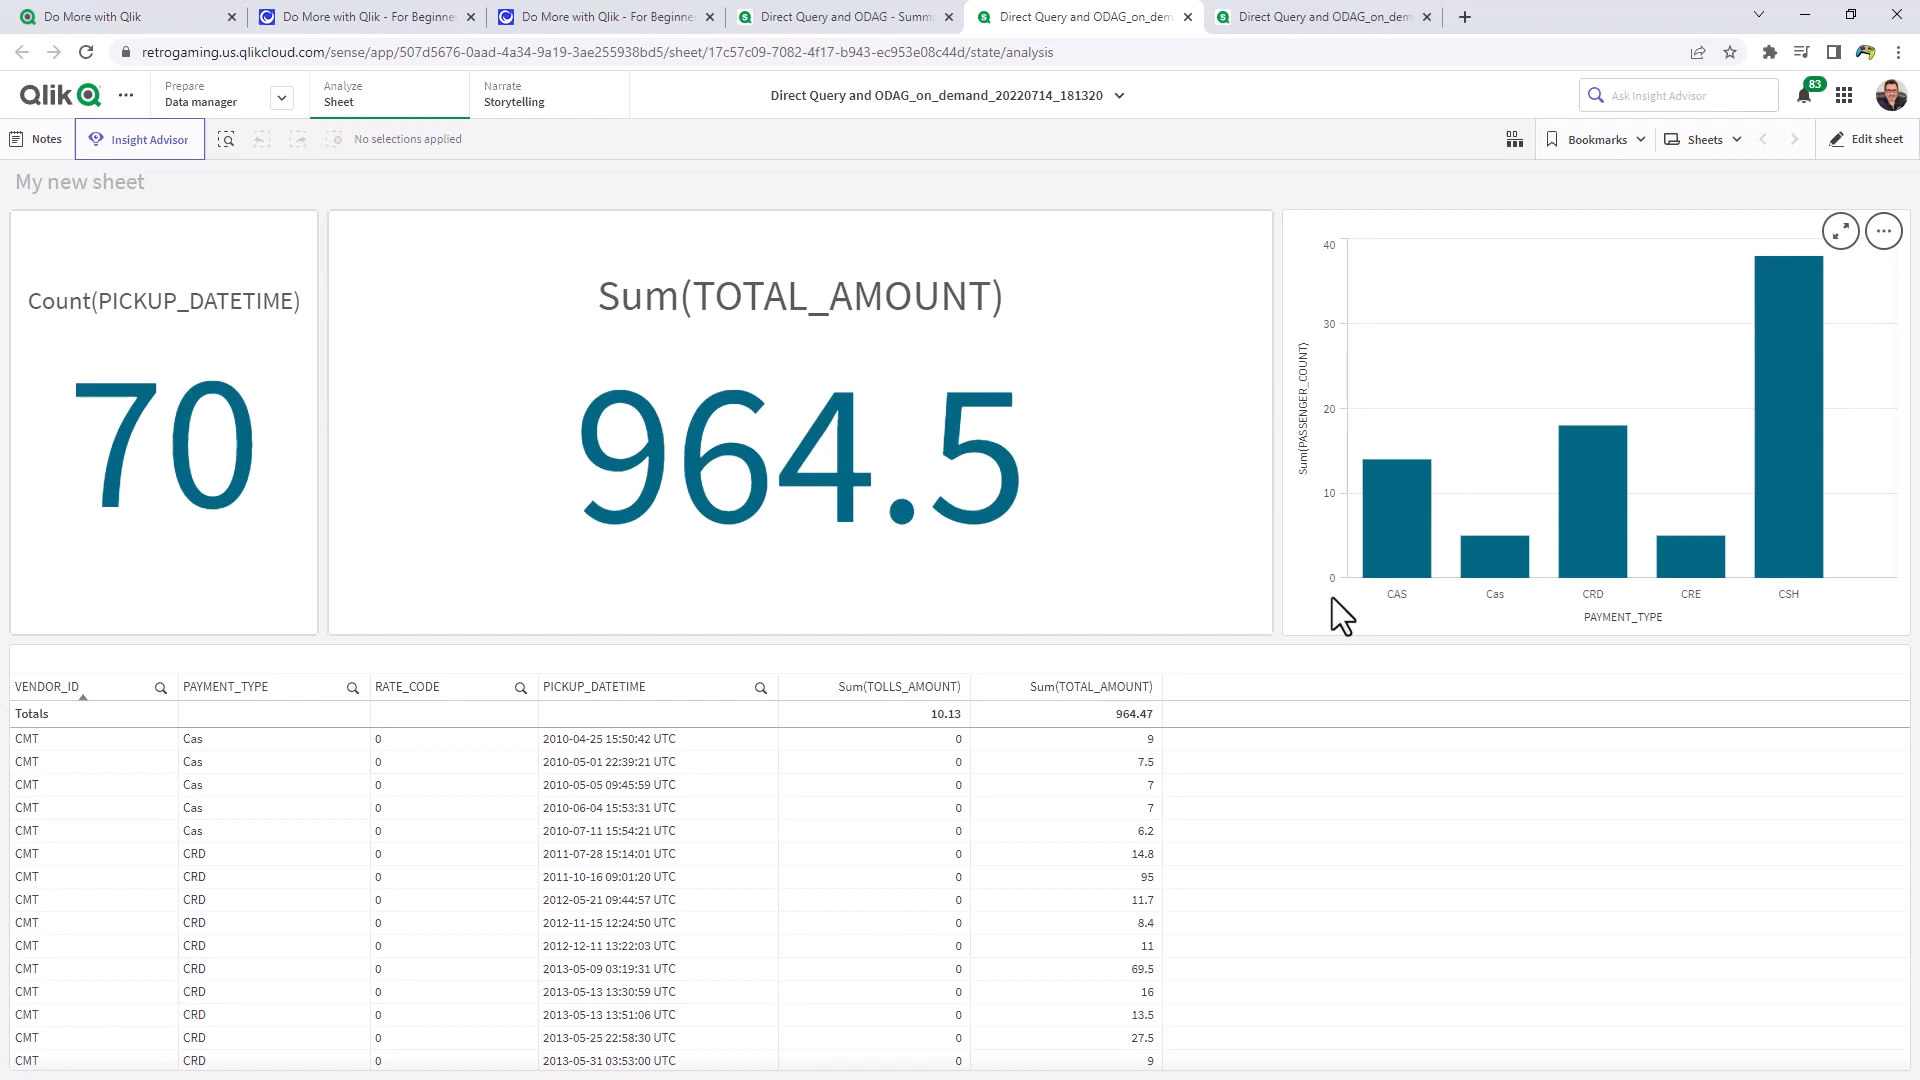 Do More with Qlik
Do More with Qlik - For Beginne
Do More with Qlik - For Beginne
Direct Query and ODAG - Summa
Direct Query and ODAG_on_dem
Direct Query and ODAG_on_dem
retrogaming.us.qlikcloud.com/sense/app/507d5676-0aad-4a34-9a19-3ae255938bd5/sheet/17c57c09-7082-4f17-b943-ec953e08c44d/state/analysis
Qlik
Prepare
Data manager
Analyze
Sheet
Narrate
Storytelling
Direct Query and ODAG_on_demand_20220714_181320
Ask Insight Advisor
83
Notes
Insight Advisor
No selections applied
Bookmarks
Sheets
Edit sheet
My new sheet
Count(PICKUP_DATETIME)
70
Sum(TOTAL_AMOUNT)
964.5
Sum(PASSENGER_COUNT)
40
30
20
10
0
CAS Cas CRD CRE CSH
PAYMENT_TYPE
VENDOR_ID PAYMENT_TYPE RATE_CODE PICKUP_DATETIME Sum(TOLLS_AMOUNT) Sum(TOTAL_AMOUNT)
Totals 10.13 964.47
CMT Cas 0 2010-04-25 15:50:42 UTC 0 9
CMT Cas 0 2010-05-01 22:39:21 UTC 0 7.5
CMT Cas 0 2010-05-05 09:45:59 UTC 0 7
CMT Cas 0 2010-06-04 15:53:31 UTC 0 7
CMT Cas 0 2010-07-11 15:54:21 UTC 0 6.2
CMT CRD 0 2011-07-28 15:14:01 UTC 0 14.8
CMT CRD 0 2011-10-16 09:01:20 UTC 0 95
CMT CRD 0 2012-05-21 09:44:57 UTC 0 11.7
CMT CRD 0 2012-11-15 12:24:50 UTC 0 8.4
CMT CRD 0 2012-12-11 13:22:03 UTC 0 11
CMT CRD 0 2013-05-09 03:19:31 UTC 0 69.5
CMT CRD 0 2013-05-13 13:30:59 UTC 0 16
CMT CRD 0 2013-05-13 13:51:06 UTC 0 13.5
CMT CRD 0 2013-05-25 22:58:30 UTC 0 27.5
CMT CRD 0 2013-05-31 03:53:00 UTC 0 9